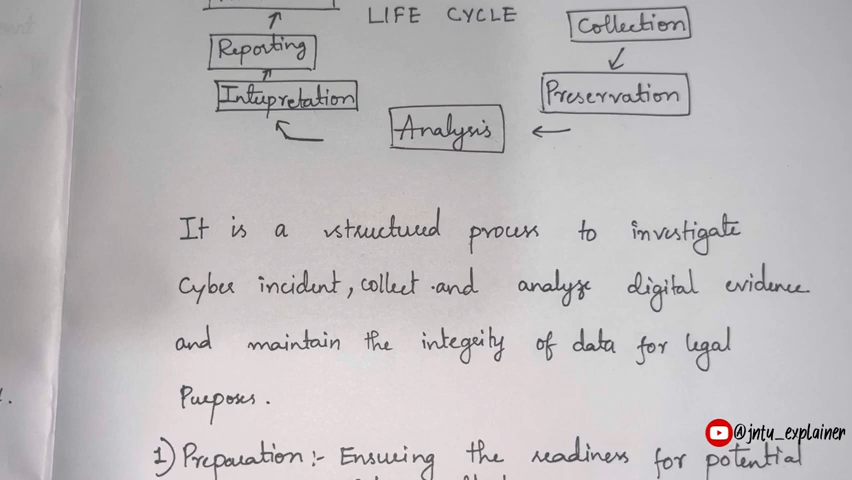 LIFE CYCLE
Collection
Reporting
Preservation
Intupretation
Analysis
It is a structured process to investigate
Cyber incident, collect and analyze digital evidence
and maintain the integrity of data for legal
Purposes.
1) Preparation :- Ensuring the readiness for potential
@jntu_explainer